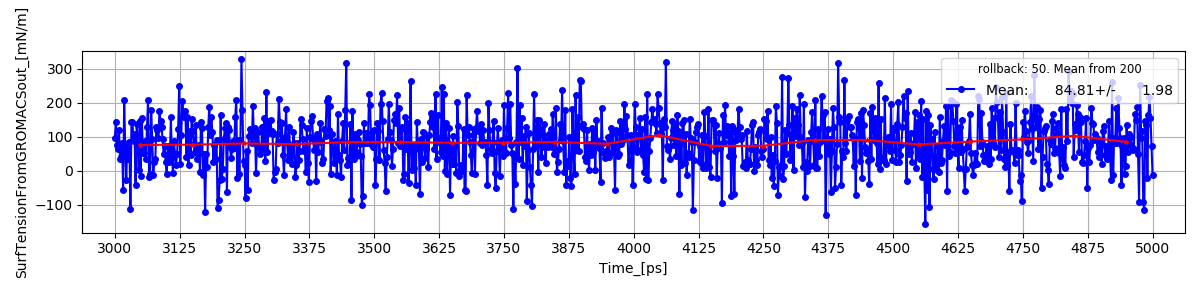 SurfTensionFromGROMACSout_[mN/m]
300
200
100
0
−100
rollback: 50. Mean from 200
Mean: 84.81+/- 1.98
3000 3125 3250 3375 3500 3625 3750 3875 4000 4125 4250 4375 4500 4625 4750 4875 5000
Time_[ps]